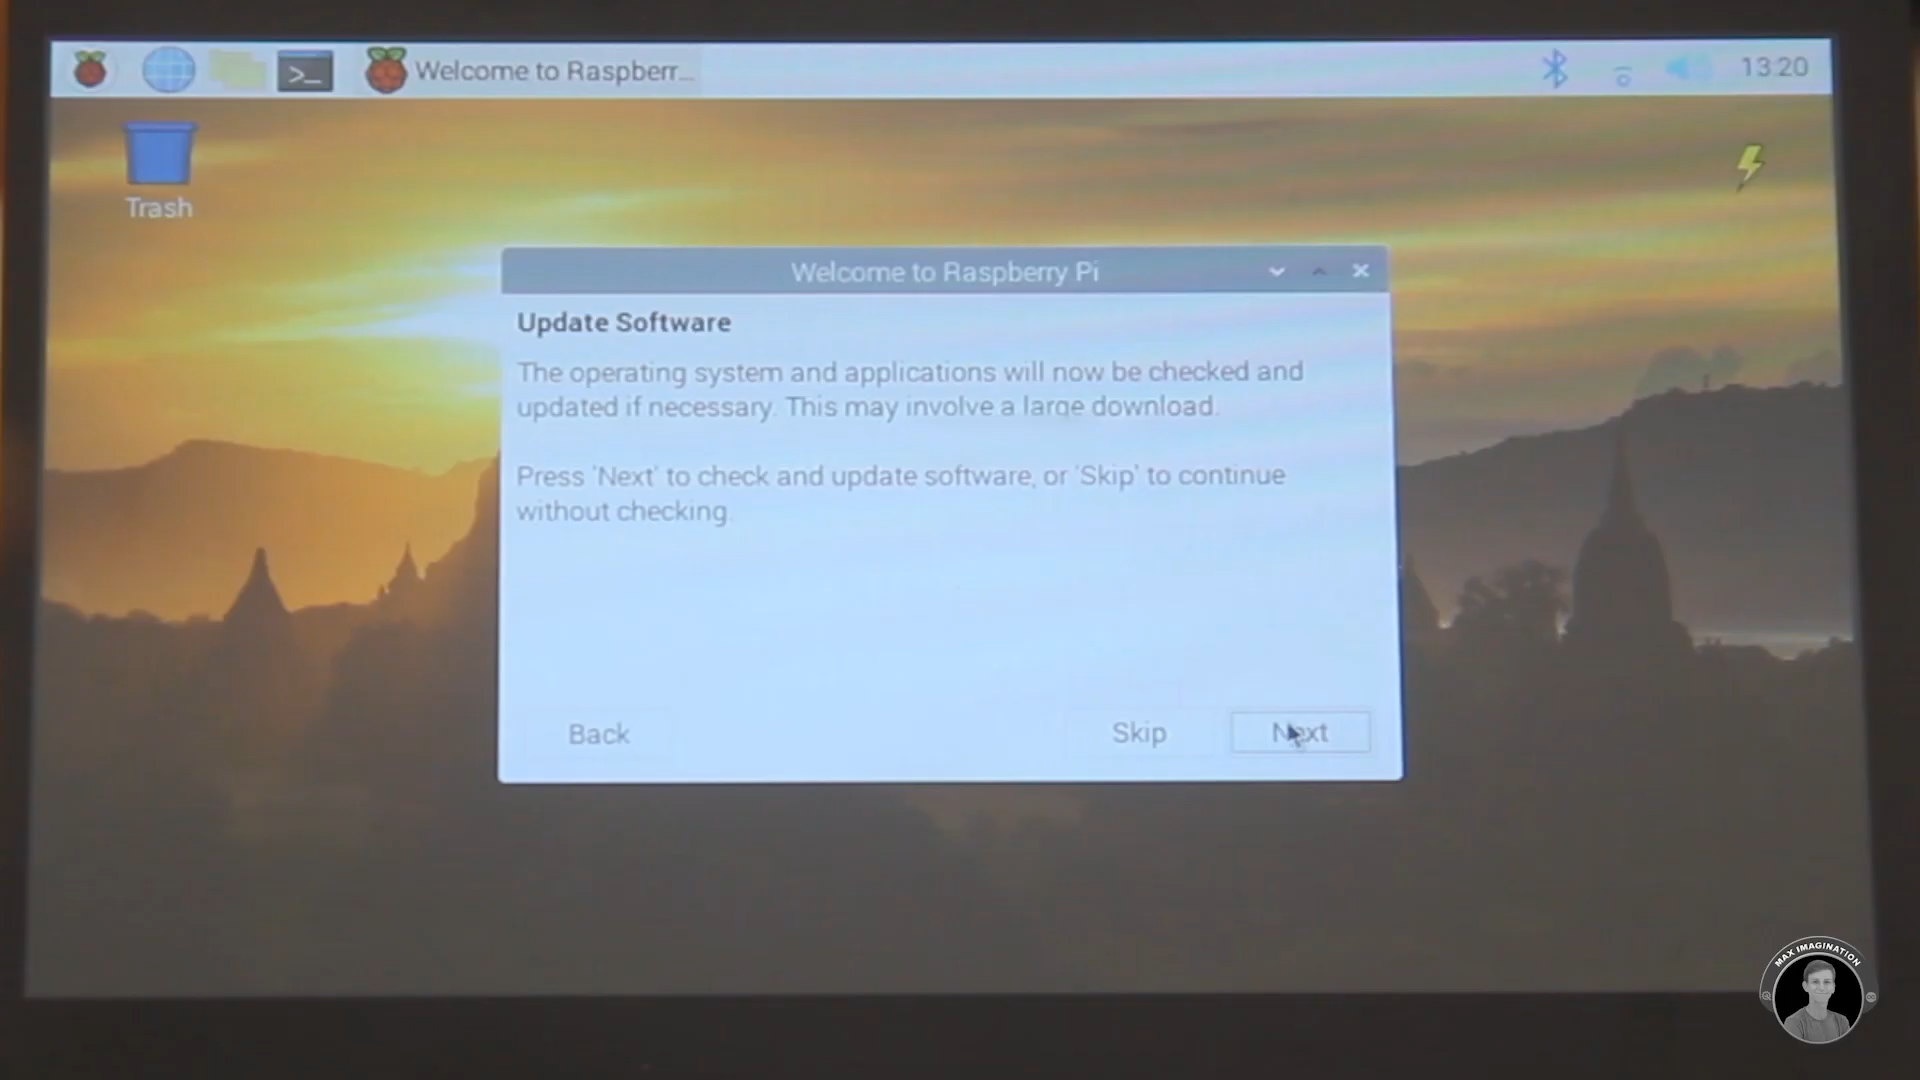 >_
Welcome to Raspberr...
13:20
Trash
Welcome to Raspberry Pi
Update Software
The operating system and applications will now be checked and
updated if necessary. This may involve a large download.
Press 'Next' to check and update software, or 'Skip' to continue
without checking.
Back
Skip
Next
MAX IMAGINATION